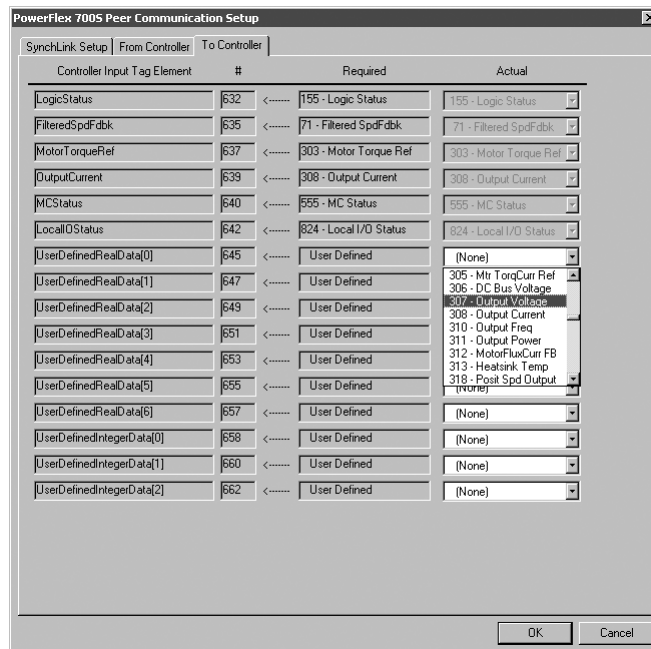 PowerFlex 700S Peer Communication Setup
SynchLink Setup From Controller To Controller
Controller Input Tag Element # Required Actual
LogicStatus 632 <------- 155 - Logic Status 155 - Logic Status
FilteredSpdFdbk 635 <------- 71 - Filtered SpdFdbk 71 - Filtered SpdFdbk
MotorTorqueRef 637 <------- 303 - Motor Torque Ref 303 - Motor Torque Ref
OutputCurrent 639 <------- 308 - Output Current 308 - Output Current
MCStatus 640 <------- 555 - MC Status 555 - MC Status
LocalIOStatus 642 <------- 824 - Local I/O Status 824 - Local I/O Status
UserDefinedRealData[0] 645 <------- User Defined (None)
UserDefinedRealData[1] 647 <------- User Defined
UserDefinedRealData[2] 649 <------- User Defined
UserDefinedRealData[3] 651 <------- User Defined
UserDefinedRealData[4] 653 <------- User Defined
305 - Mtr TorqCurr Ref
306 - DC Bus Voltage
307 - Output Voltage
308 - Output Current
310 - Output Freq
311 - Output Power
312 - MotorFluxCurr FB
313 - Heatsink Temp
318 - Posit Spd Output
UserDefinedRealData[5] 655 <------- User Defined (None)
UserDefinedRealData[6] 657 <------- User Defined (None)
UserDefinedIntegerData[0] 658 <------- User Defined (None)
UserDefinedIntegerData[1] 660 <------- User Defined (None)
UserDefinedIntegerData[2] 662 <------- User Defined (None)
OK Cancel